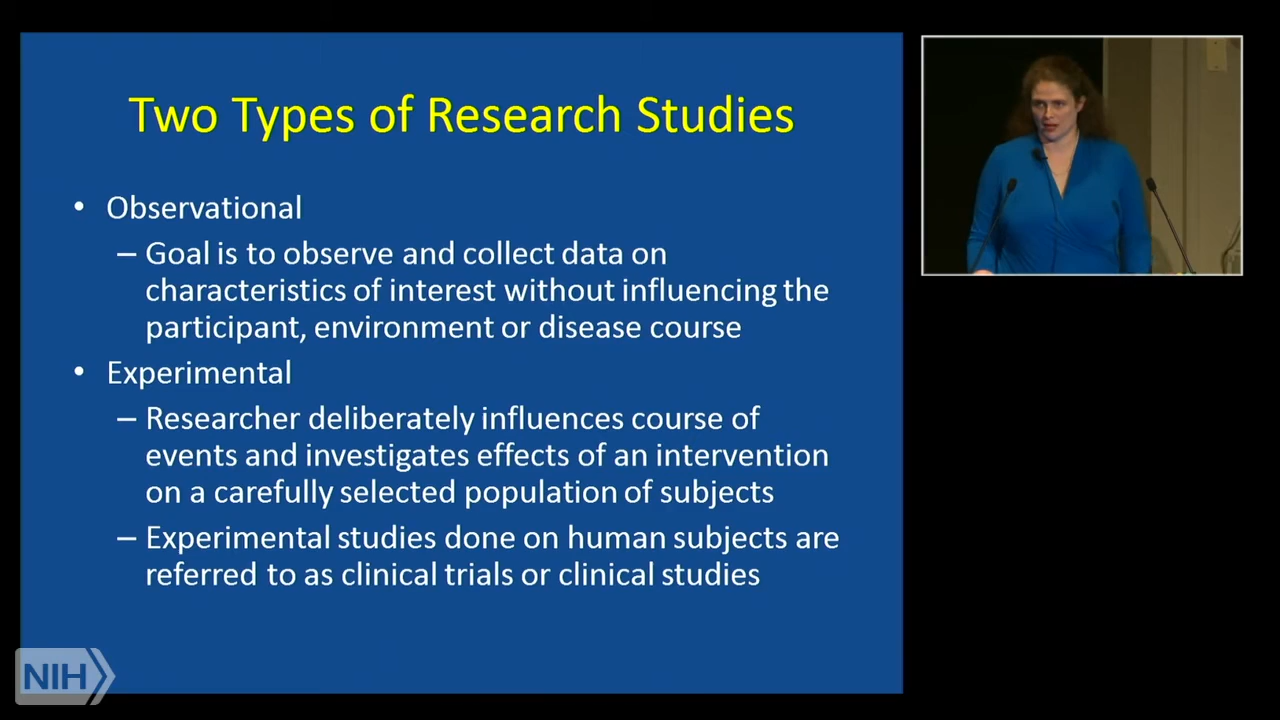 Two Types of Research Studies
• Observational
– Goal is to observe and collect data on
characteristics of interest without influencing the
participant, environment or disease course
• Experimental
– Researcher deliberately influences course of
events and investigates effects of an intervention
on a carefully selected population of subjects
– Experimental studies done on human subjects are
referred to as clinical trials or clinical studies
NIH